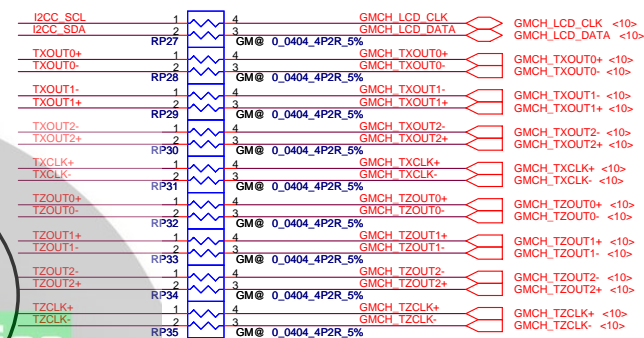 I2CC_SCL 1 4 GMCH_LCD_CLK GMCH_LCD_CLK <10>
I2CC_SDA 2 3 GMCH_LCD_DATA GMCH_LCD_DATA <10>
RP27 GM@ 0_0404_4P2R_5%
TXOUT0+ 1 4 GMCH_TXOUT0+ GMCH_TXOUT0+ <10>
TXOUT0- 2 3 GMCH_TXOUT0- GMCH_TXOUT0- <10>
RP28 GM@ 0_0404_4P2R_5%
TXOUT1- 1 4 GMCH_TXOUT1- GMCH_TXOUT1- <10>
TXOUT1+ 2 3 GMCH_TXOUT1+ GMCH_TXOUT1+ <10>
RP29 GM@ 0_0404_4P2R_5%
TXOUT2- 1 4 GMCH_TXOUT2- GMCH_TXOUT2- <10>
TXOUT2+ 2 3 GMCH_TXOUT2+ GMCH_TXOUT2+ <10>
RP30 GM@ 0_0404_4P2R_5%
TXCLK+ 1 4 GMCH_TXCLK+ GMCH_TXCLK+ <10>
TXCLK- 2 3 GMCH_TXCLK- GMCH_TXCLK- <10>
RP31 GM@ 0_0404_4P2R_5%
TZOUT0+ 1 4 GMCH_TZOUT0+ GMCH_TZOUT0+ <10>
TZOUT0- 2 3 GMCH_TZOUT0- GMCH_TZOUT0- <10>
RP32 GM@ 0_0404_4P2R_5%
TZOUT1+ 1 4 GMCH_TZOUT1+ GMCH_TZOUT1+ <10>
TZOUT1- 2 3 GMCH_TZOUT1- GMCH_TZOUT1- <10>
RP33 GM@ 0_0404_4P2R_5%
TZOUT2- 1 4 GMCH_TZOUT2- GMCH_TZOUT2- <10>
TZOUT2+ 2 3 GMCH_TZOUT2+ GMCH_TZOUT2+ <10>
RP34 GM@ 0_0404_4P2R_5%
TZCLK+ 1 4 GMCH_TZCLK+ GMCH_TZCLK+ <10>
TZCLK- 2 3 GMCH_TZCLK- GMCH_TZCLK- <10>
RP35 GM@ 0_0404_4P2R_5%